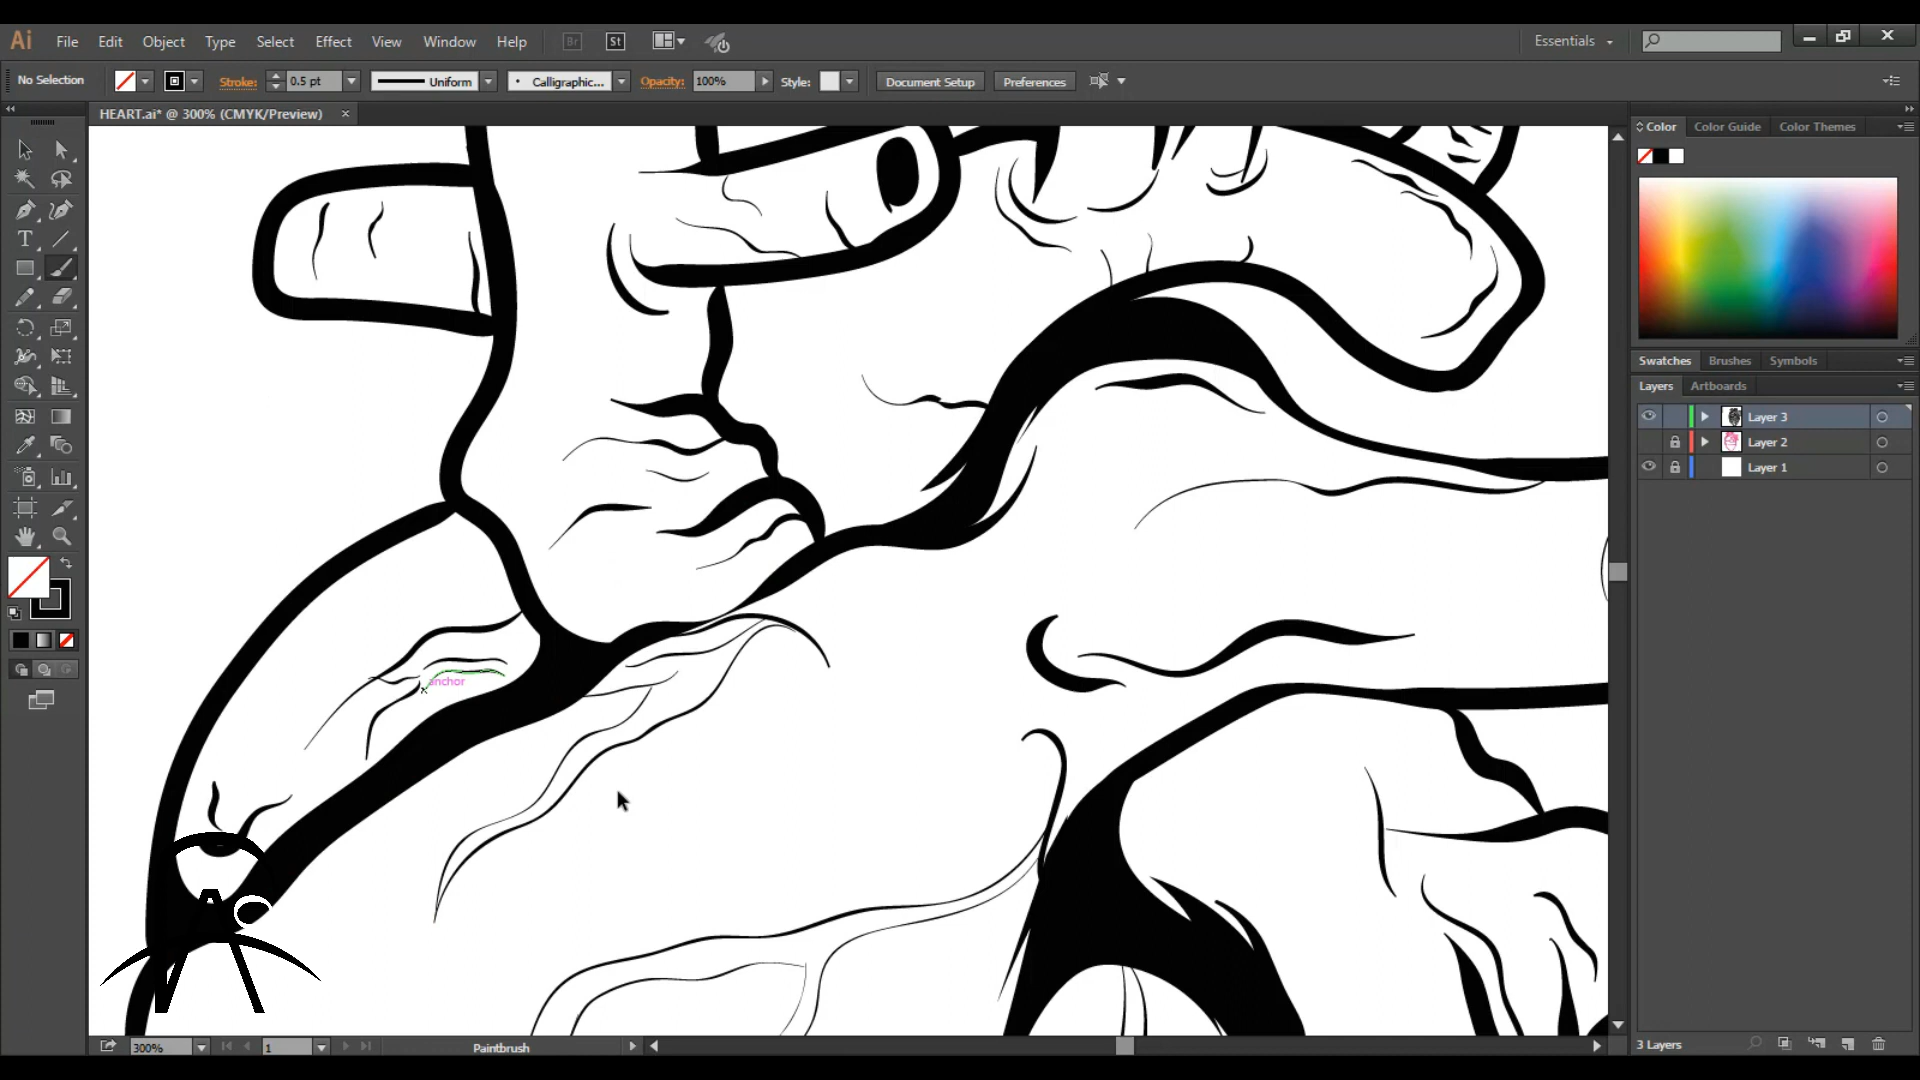 Ai File Edit Object Type Select Effect View Window Help Br St Essentials
No Selection Stroke: 0.5 pt Uniform Calligraphic... Opacity: 100% Style: Document Setup Preferences
HEART.ai* @ 300% (CMYK/Preview)
Color Color Guide Color Themes
Swatches Brushes Symbols
Layers Artboards
Layer 3
Layer 2
Layer 1
anchor
300% 1 Paintbrush
3 Layers